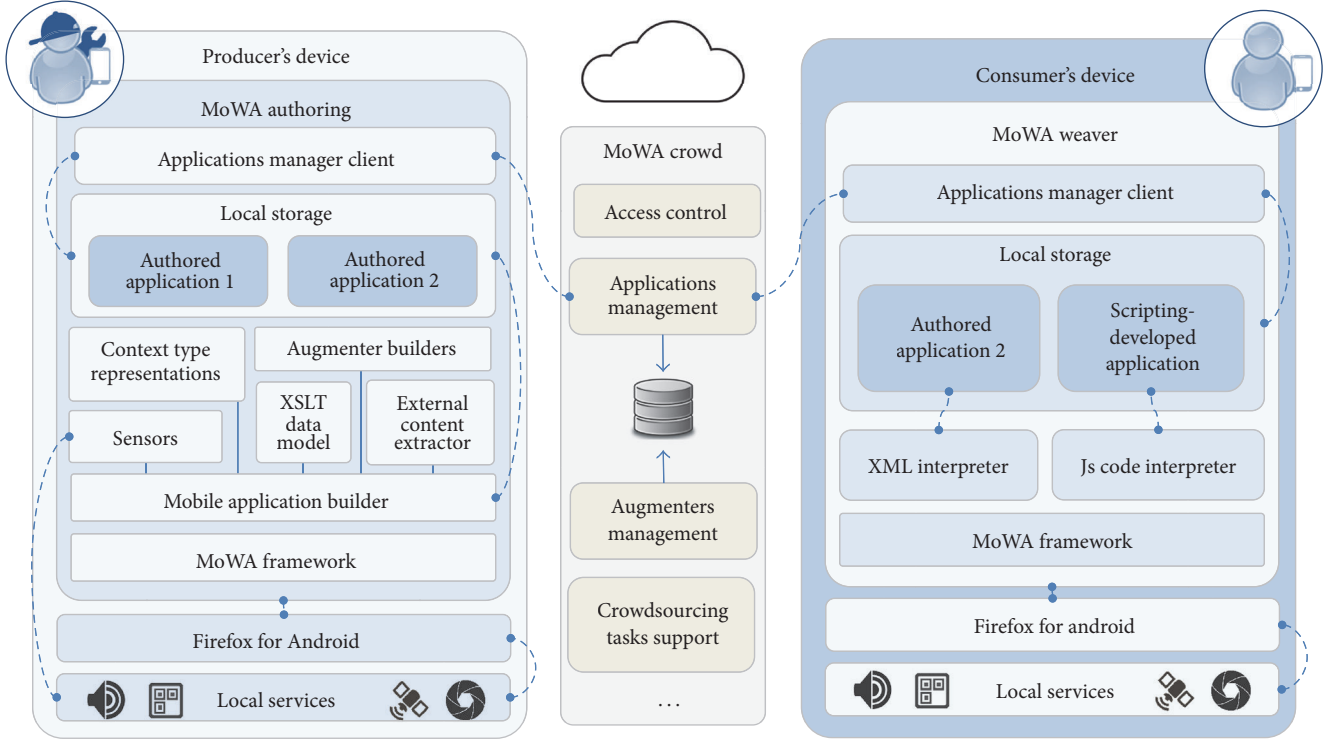 Producer's device
MoWA authoring
Applications manager client
Local storage
Authored
application 1
Authored
application 2
Context type
representations
Augmenter builders
XSLT
data
model
External
content
extractor
Sensors
Mobile application builder
MoWA framework
Firefox for Android
Local services
MoWA crowd
Access control
Applications
management
Augmenters
management
Crowdsourcing
tasks support
...
Consumer's device
MoWA weaver
Applications manager client
Local storage
Authored
application 2
Scripting-
developed
application
XML interpreter
Js code interpreter
MoWA framework
Firefox for android
Local services